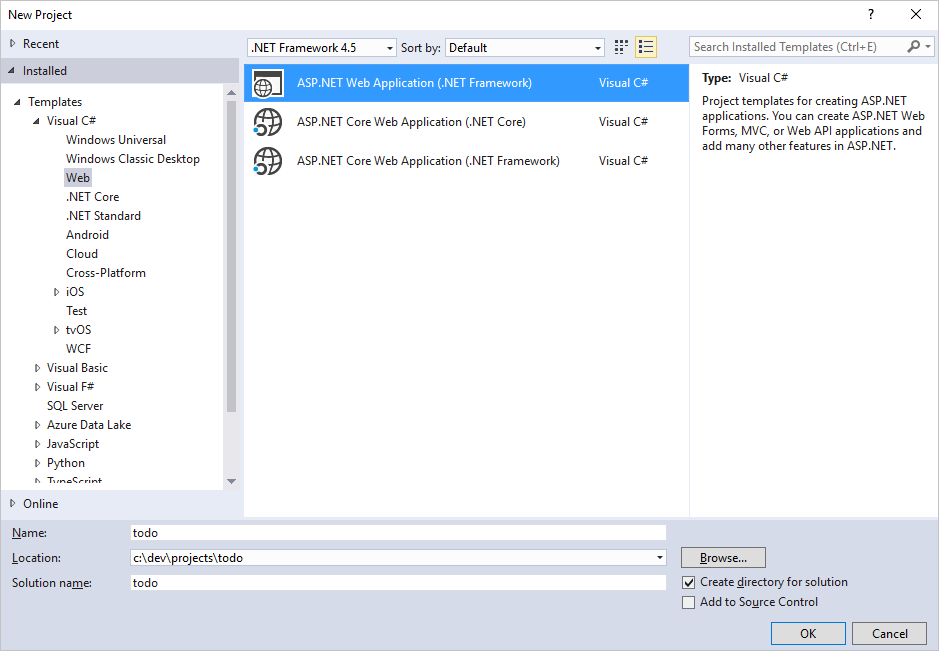 New Project
?
Recent
Installed
.NET Framework 4.5
Sort by:
Default
Search Installed Templates (Ctrl+E)
Templates
Visual C#
Windows Universal
Windows Classic Desktop
Web
.NET Core
.NET Standard
Android
Cloud
Cross-Platform
iOS
Test
tvOS
WCF
Visual Basic
Visual F#
SQL Server
Azure Data Lake
JavaScript
Python
TypeScript
Online
ASP.NET Web Application (.NET Framework) Visual C#
ASP.NET Core Web Application (.NET Core) Visual C#
ASP.NET Core Web Application (.NET Framework) Visual C#
Type: Visual C#
Project templates for creating ASP.NET
applications. You can create ASP.NET Web
Forms, MVC, or Web API applications and
add many other features in ASP.NET.
Name: todo
Location: c:\dev\projects\todo
Browse...
Solution name: todo
Create directory for solution
Add to Source Control
OK
Cancel